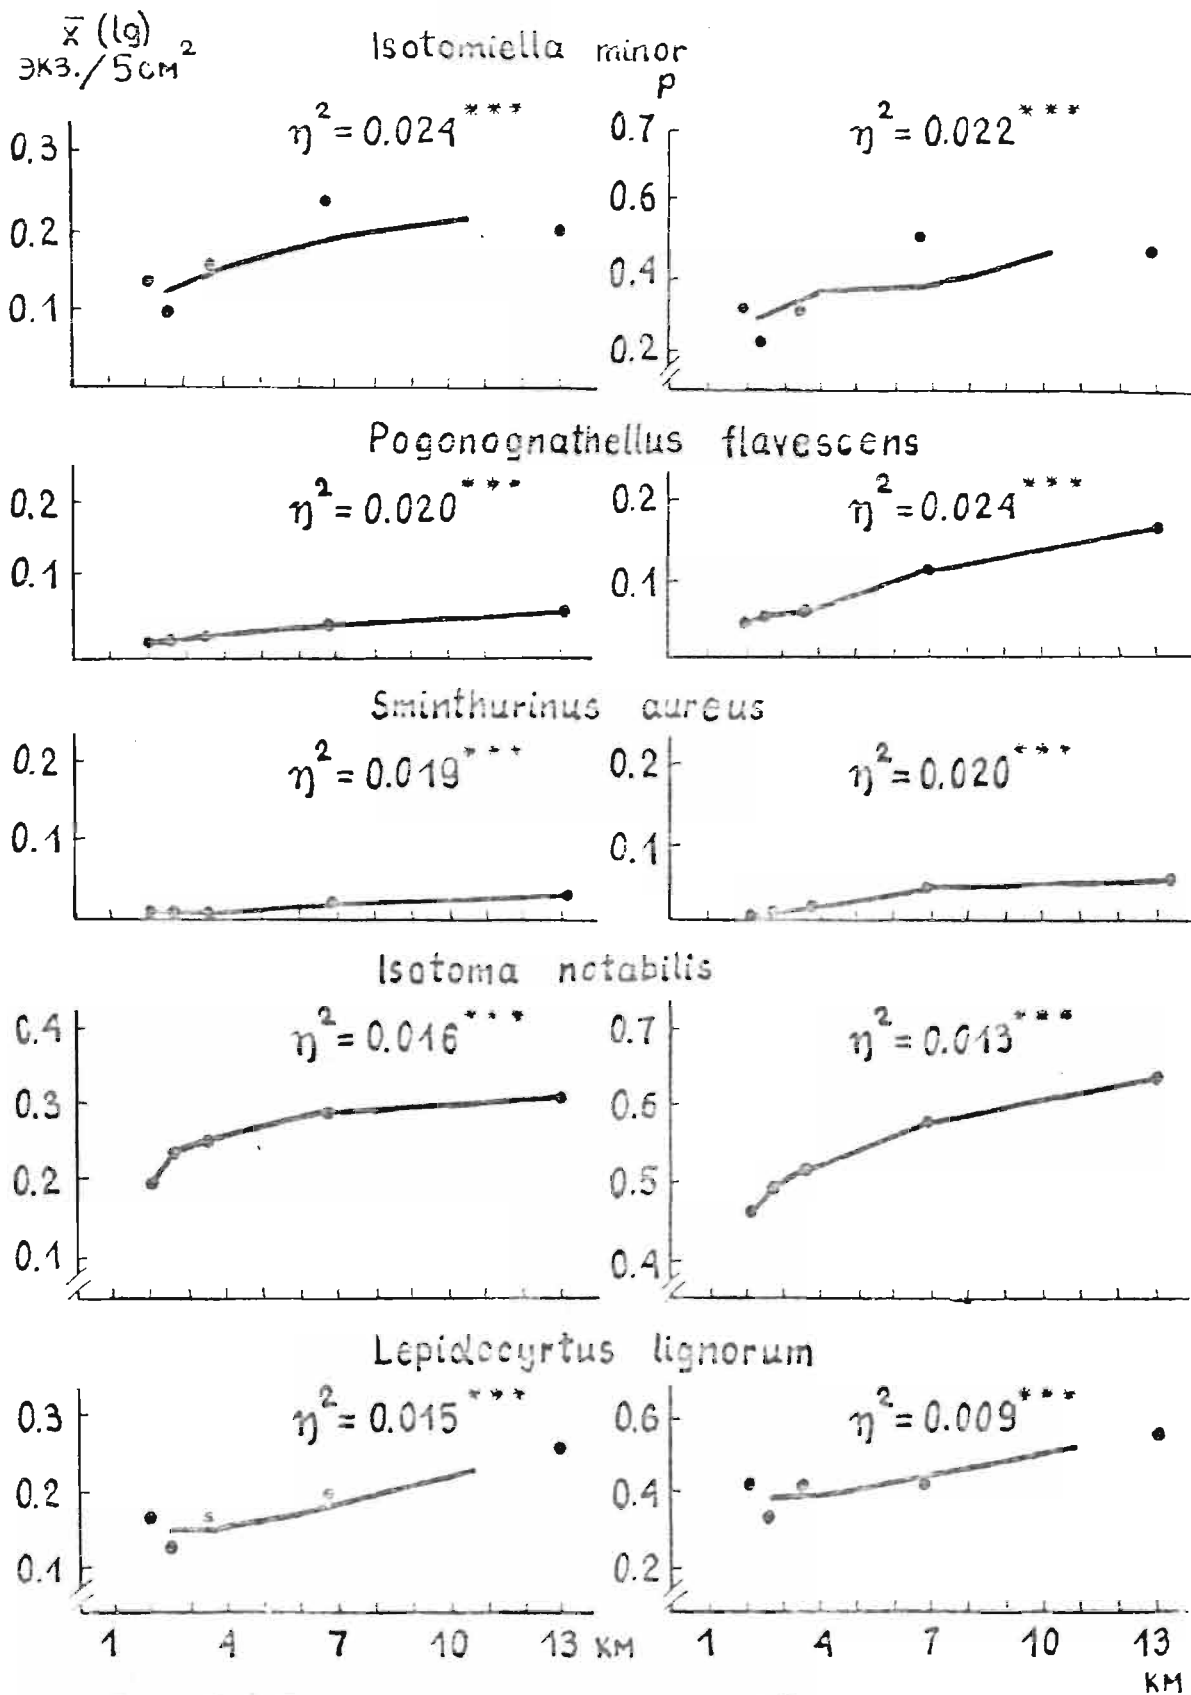 x̄ (lg)
экз./5см²
Isotomiella minor
p
η² = 0.024***
η² = 0.022***
0.3
0.2
0.1
0.7
0.6
0.4
0.2
Pogonognathellus flavescens
η² = 0.020***
η² = 0.024***
0.2
0.1
0.2
0.1
Sminthurinus aureus
η² = 0.019***
η² = 0.020***
0.2
0.1
0.2
0.1
Isotoma notabilis
η² = 0.016***
η² = 0.013***
0.4
0.3
0.2
0.1
0.7
0.6
0.5
0.4
Lepidocyrtus lignorum
η² = 0.015***
η² = 0.009***
0.3
0.2
0.1
0.6
0.4
0.2
1 4 7 10 13 км
1 4 7 10 13
км